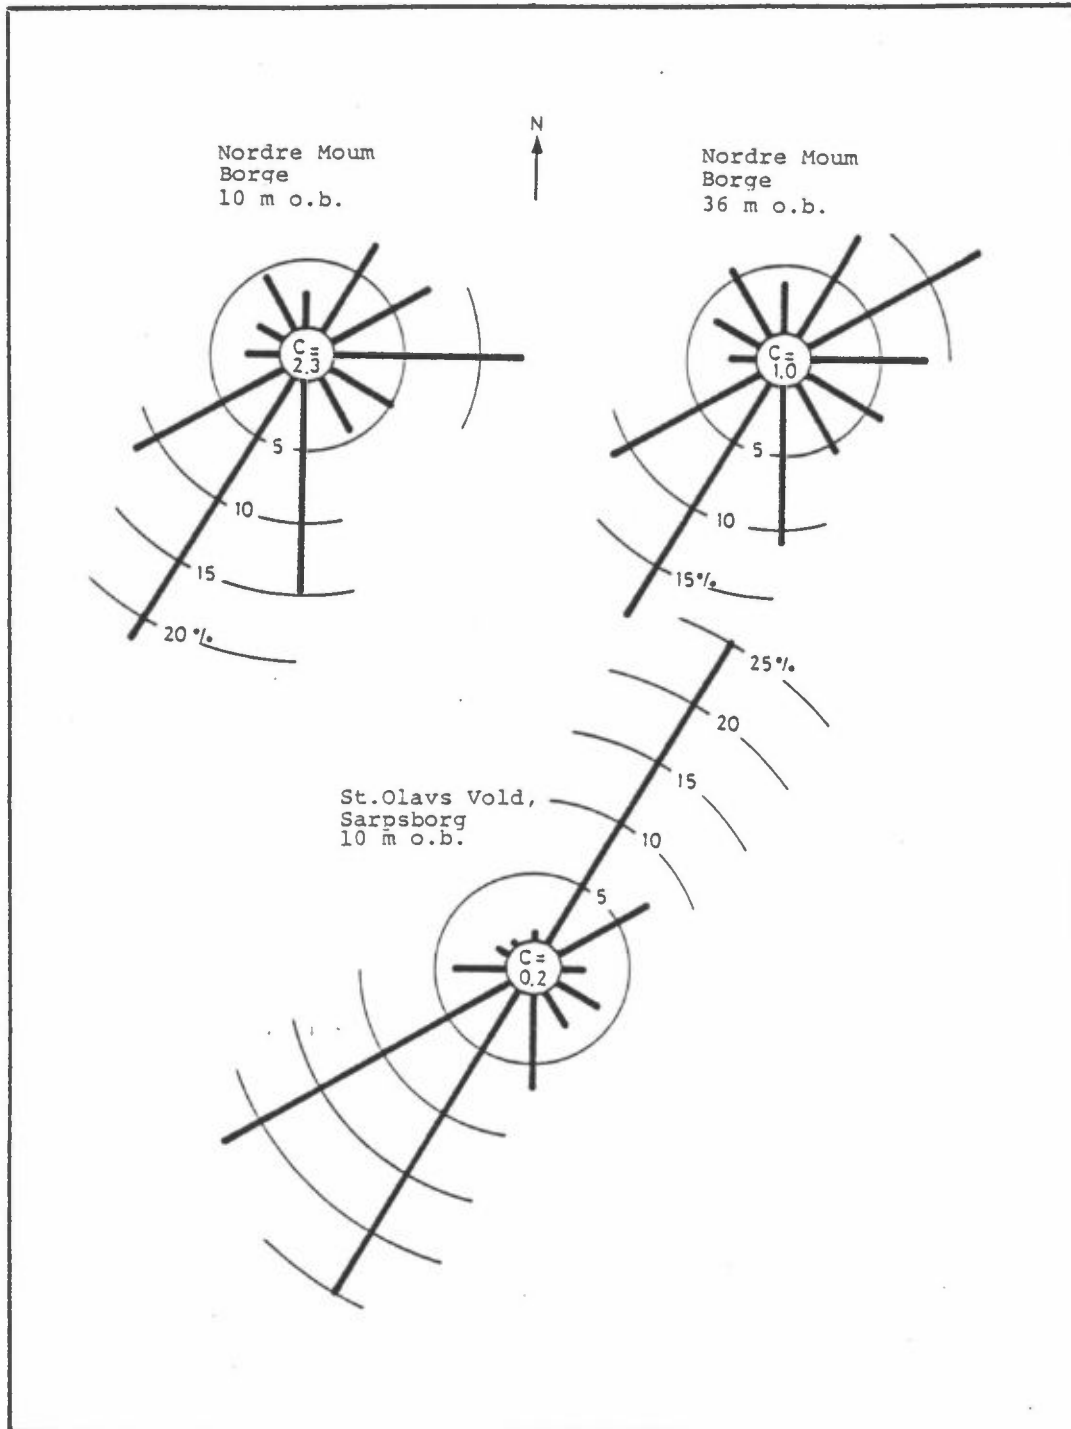 N
Nordre Moum
Borge
10 m o.b.
Nordre Moum
Borge
36 m o.b.
C=
2.3
5
10
15
20%
C=
1.0
5
10
15%
25%
20
15
10
5
St.Olavs Vold,
Sarpsborg
10 m o.b.
C=
0.2